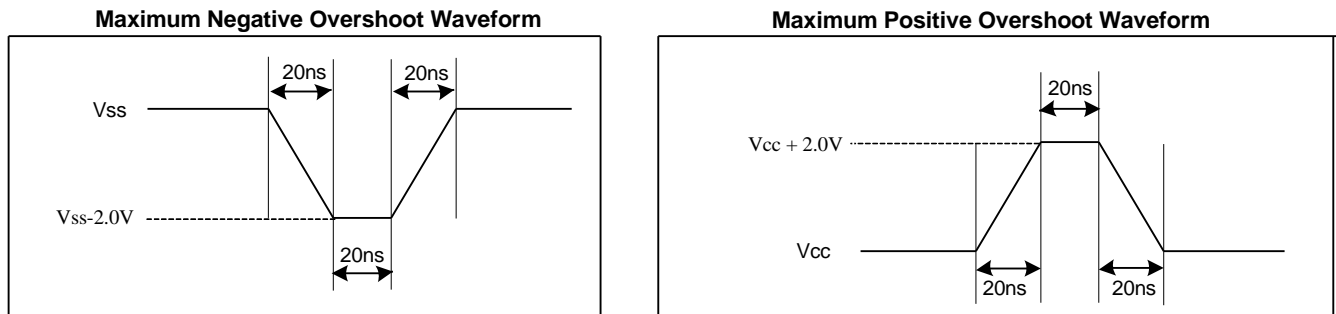 Maximum Negative Overshoot Waveform
20ns
20ns
Vss
Vss-2.0V
20ns
Maximum Positive Overshoot Waveform
20ns
Vcc + 2.0V
Vcc
20ns
20ns